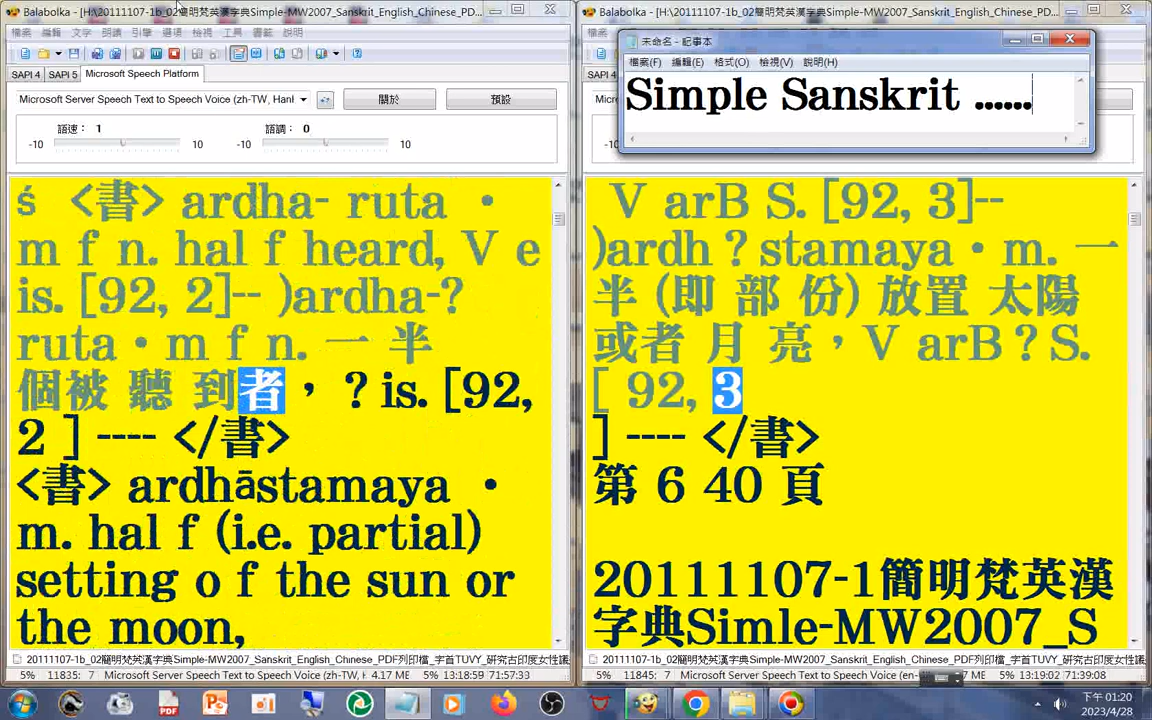 Balabolka - [H:\20111107-1b_02簡明梵英漢字典Simple-MW2007_Sanskrit_English_Chinese_PD...
檔案 編輯 文字 朗讀 引擎 選項 檢視 工具 書籤 說明
SAPI 4 SAPI 5 Microsoft Speech Platform
Microsoft Server Speech Text to Speech Voice (zh-TW, Hanl 關於 預設
語速： 1 語調： 0
-10 10 -10 10
ś <書> ardha- ruta •
m f n. hal f heard, V e
is. [92, 2]-- )ardha-?
ruta • m f n. 一 半
個被 聽 到者，? is. [92,
2 ] ---- </書>
<書> ardhāstamaya •
m. hal f (i.e. partial)
setting o f the sun or
the moon,
20111107-1b_02簡明梵英漢字典Simple-MW2007_Sanskrit_English_Chinese_PDF列印檔_字首TUVY_研究古印度女性議
5% 11835: 7 Microsoft Server Speech Text to Speech Voice (zh-TW, H 4.17 ME 5% 13:18:59 71:57:33
Balabolka - [H:\20111107-1b_02簡明梵英漢字典Simple-MW2007_Sanskrit_English_Chinese_PD...
檔案
SAPI 4
-10
未命名 - 記事本
檔案(F) 編輯(E) 格式(O) 檢視(V) 說明(H)
Simple Sanskrit ......
V arB S. [92, 3]--
)ardh ? stamaya • m. 一
半 (即 部 份) 放置 太陽
或者 月 亮，V arB ? S.
[ 92, 3
] ---- </書>
第 6 40 頁
20111107-1簡明梵英漢
字典Simle-MW2007_S
20111107-1b_02簡明梵英漢字典Simple-MW2007_Sanskrit_English_Chinese_PDF列印檔_字首TUVY_研究古印度女性議
5% 11845: 7 Microsoft Server Speech Text to Speech Voice (zh-TW, H 4.17 M 5% 13:19:02 71:39:08
下午 01:20
2023/4/28